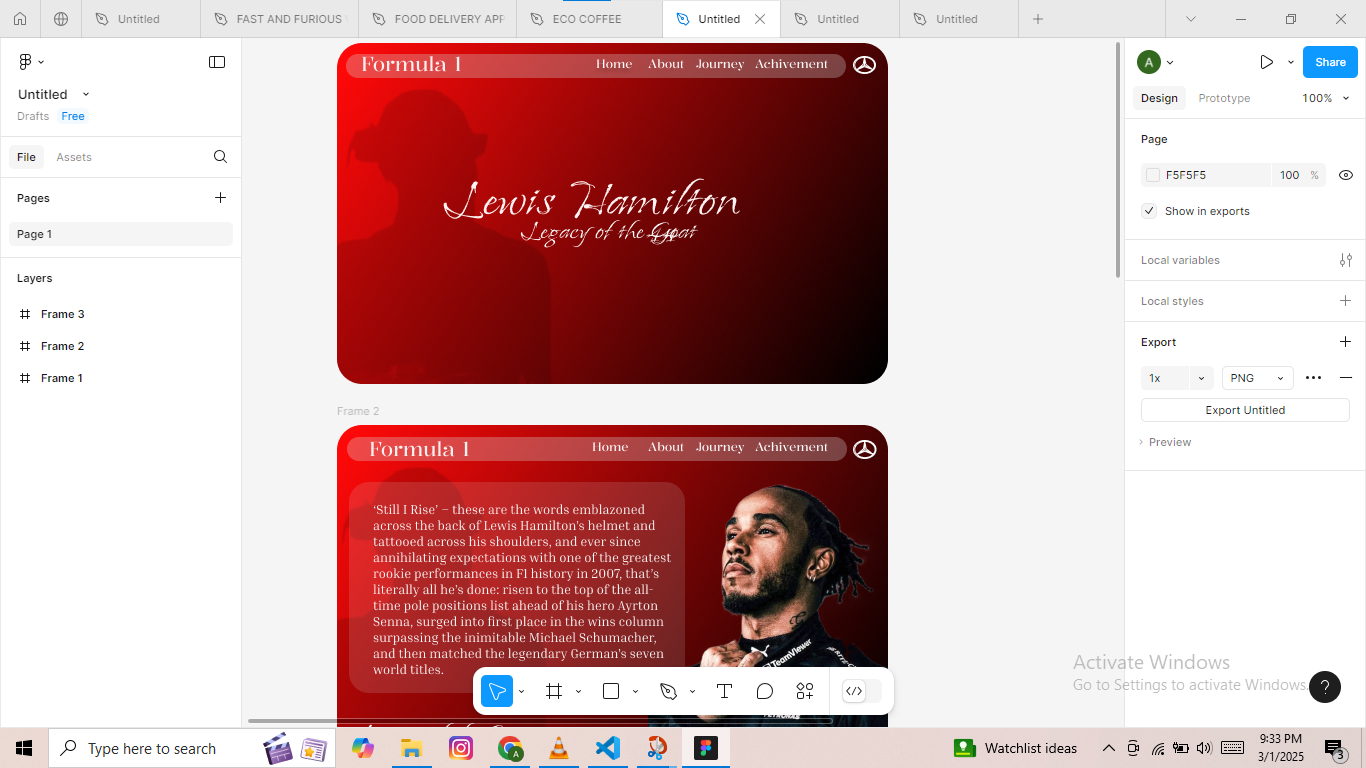 Untitled
FAST AND FURIOUS
FOOD DELIVERY APP
ECO COFFEE
Untitled
Untitled
Untitled
Untitled
Drafts Free
File Assets
Pages
Page 1
Layers
Frame 3
Frame 2
Frame 1
Formula 1
Home About Journey Achivement
Lewis Hamilton
Legacy of the Goat
Frame 2
Formula 1
Home About Journey Achivement
‘Still I Rise’ – these are the words emblazoned
across the back of Lewis Hamilton’s helmet and
tattooed across his shoulders, and ever since
annihilating expectations with one of the greatest
rookie performances in F1 history in 2007, that’s
literally all he’s done: risen to the top of the all-
time pole positions list ahead of his hero Ayrton
Senna, surged into first place in the wins column
surpassing the inimitable Michael Schumacher,
and then matched the legendary German’s seven
world titles.
TeamViewer
PETRONAS
A
Share
Design Prototype 100%
Page
F5F5F5 100 %
Show in exports
Local variables
Local styles
Export
1x PNG
Export Untitled
Preview
Activate Windows
Go to Settings to activate Windows.
?
Type here to search
Watchlist ideas
9:33 PM
3/1/2025
3